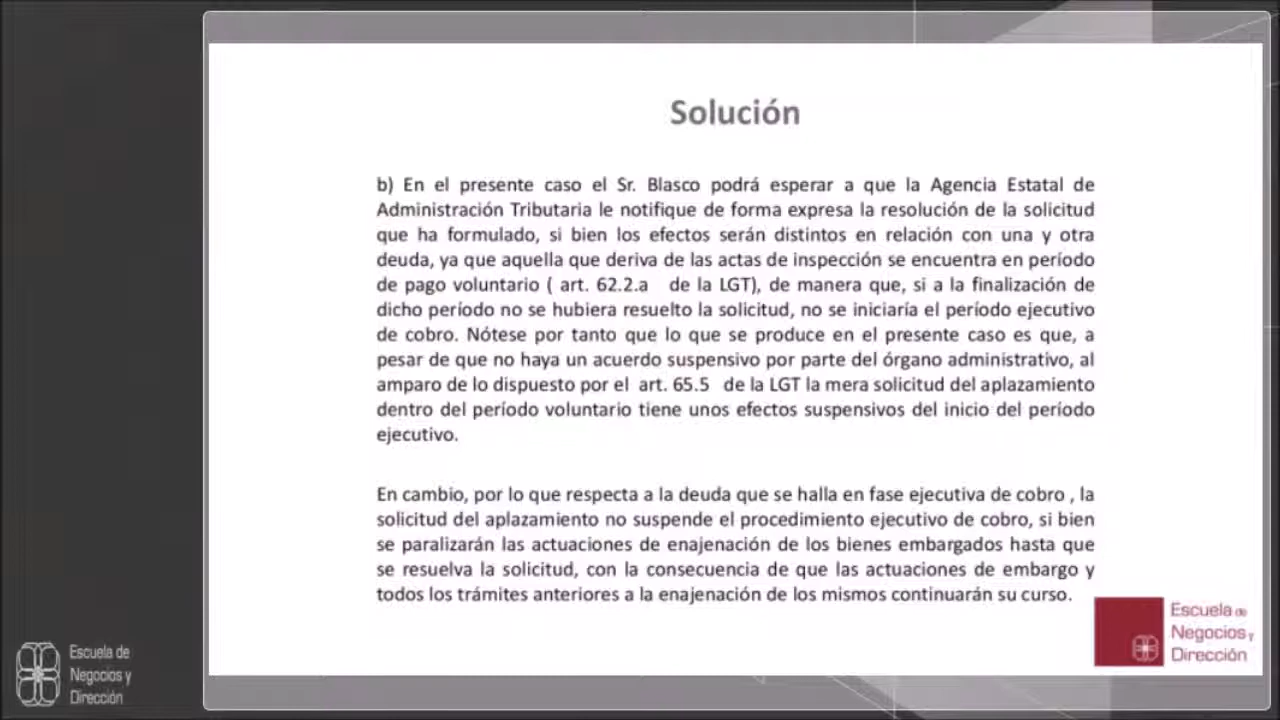 Solución
b) En el presente caso el Sr. Blasco podrá esperar a que la Agencia Estatal de
Administración Tributaria le notifique de forma expresa la resolución de la solicitud
que ha formulado, si bien los efectos serán distintos en relación con una y otra
deuda, ya que aquella que deriva de las actas de inspección se encuentra en período
de pago voluntario ( art. 62.2.a de la LGT), de manera que, si a la finalización de
dicho período no se hubiera resuelto la solicitud, no se iniciaría el período ejecutivo
de cobro. Nótese por tanto que lo que se produce en el presente caso es que, a
pesar de que no haya un acuerdo suspensivo por parte del órgano administrativo, al
amparo de lo dispuesto por el art. 65.5 de la LGT la mera solicitud del aplazamiento
dentro del período voluntario tiene unos efectos suspensivos del inicio del período
ejecutivo.
En cambio, por lo que respecta a la deuda que se halla en fase ejecutiva de cobro , la
solicitud del aplazamiento no suspende el procedimiento ejecutivo de cobro, si bien
se paralizarán las actuaciones de enajenación de los bienes embargados hasta que
se resuelva la solicitud, con la consecuencia de que las actuaciones de embargo y
todos los trámites anteriores a la enajenación de los mismos continuarán su curso.
Escuela de
Negocios y
Dirección
Escuela de
Negocios y
Dirección